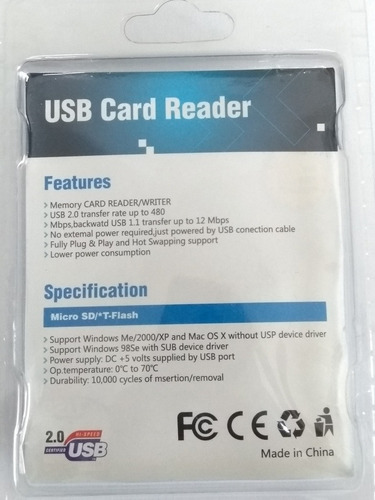 USB Card Reader
Features
> Memory CARD READER/WRITER
> USB 2.0 transfer rate up to 480
> Mbps,backwatd USB 1.1 transfer up to 12 Mbps
> No extemal power required,just powered by USB conection cable
> Fully Plug & Play and Hot Swapping support
> Lower power consumption
Specification
Micro SD/*T-Flash
> Support Windows Me/2000/XP and Mac OS X without USP device driver
> Support Windows 98Se with SUB device driver
> Power supply: DC +5 volts supplied by USB port
> Op.temperature: 0°C to 70°C
> Durability: 10,000 cycles of msertion/removal
2.0 HI-SPEED CERTIFIED USB
FC CE
Made in China